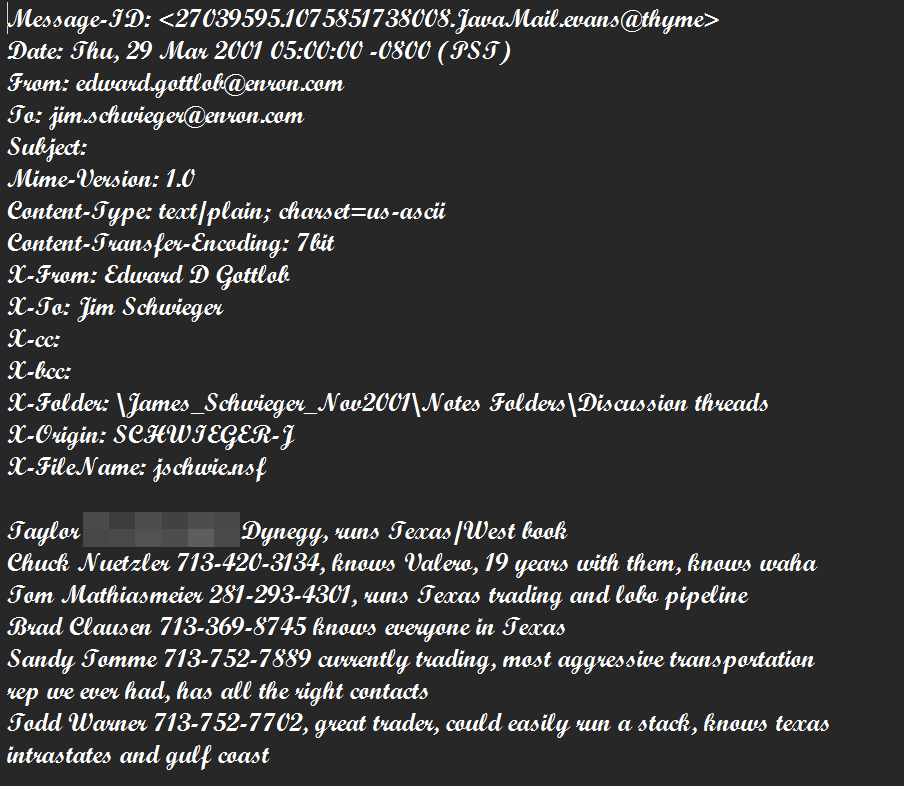 Message-ID: <27039595.1075851738008.JavaMail.evans@thyme>
Date: Thu, 29 Mar 2001 05:00:00 -0800 (PST)
From: edward.gottlob@enron.com
To: jim.schwieger@enron.com
Subject:
Mime-Version: 1.0
Content-Type: text/plain; charset=us-ascii
Content-Transfer-Encoding: 7bit
X-From: Edward D Gottlob
X-To: Jim Schwieger
X-cc:
X-bcc:
X-Folder: \James_Schwieger_Nov2001\Notes Folders\Discussion threads
X-Origin: SCHWIEGER-J
X-FileName: jschwie.nsf
Taylor Dynegy, runs Texas/West book
Chuck Nuetzler 713-420-3134, knows Valero, 19 years with them, knows waha
Tom Mathiasmeier 281-293-4301, runs Texas trading and lobo pipeline
Brad Clausen 713-369-8745 knows everyone in Texas
Sandy Tomme 713-752-7889 currently trading, most aggressive transportation
rep we ever had, has all the right contacts
Todd Warner 713-752-7702, great trader, could easily run a stack, knows texas
intrastates and gulf coast